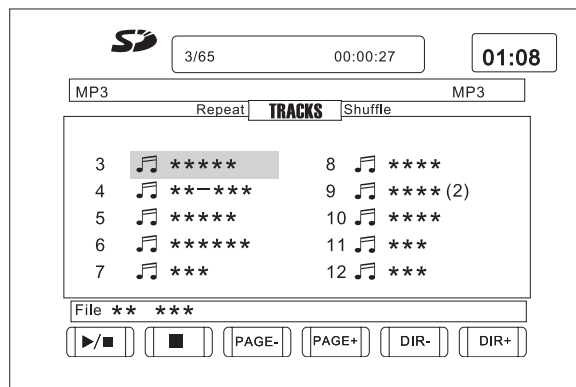 SD
3/65 00:00:27
01:08
MP3 MP3
Repeat TRACKS Shuffle
3 ***** 8 ****
4 **-*** 9 **** (2)
5 ***** 10 ****
6 ****** 11 ***
7 *** 12 ***
File ** ***
▶/■ ■ PAGE- PAGE+ DIR- DIR+